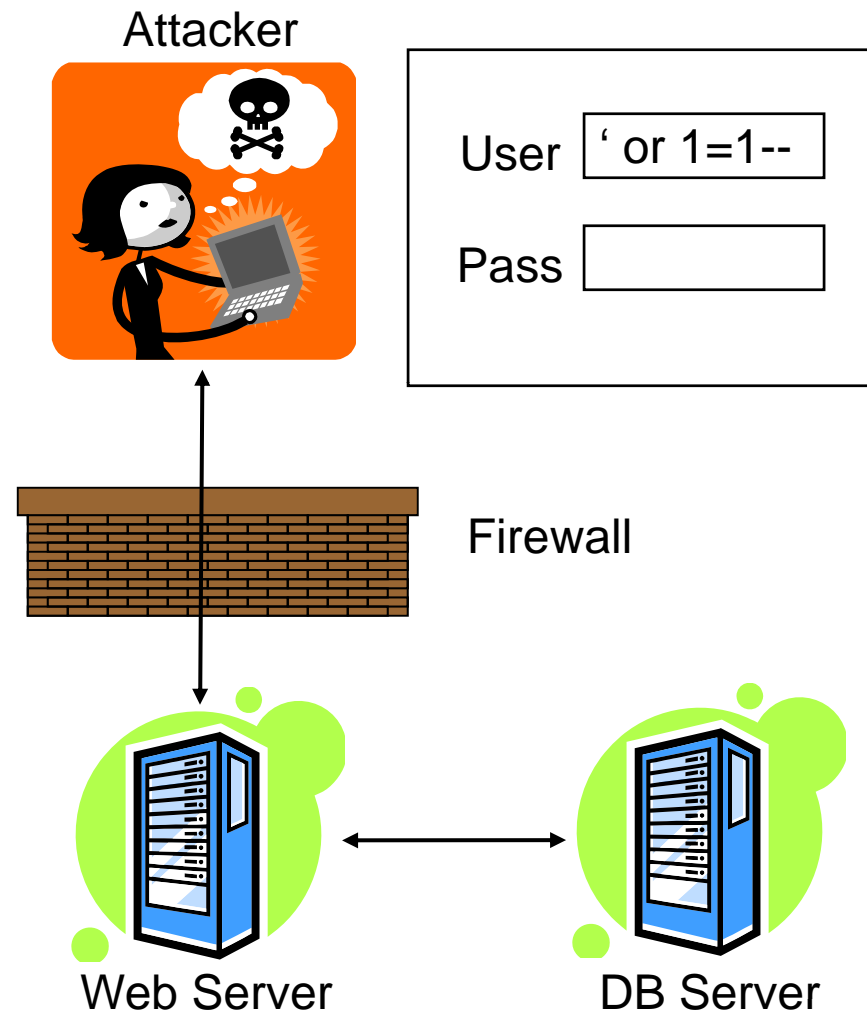 Attacker
User ‘ or 1=1--
Pass
Firewall
Web Server
DB Server